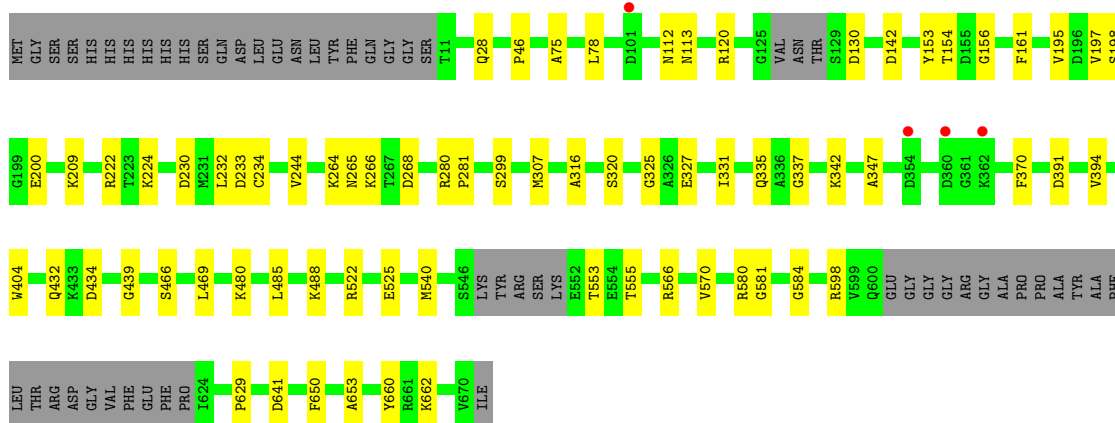 MET GLY SER SER HIS HIS HIS HIS HIS HIS SER GLN ASP LEU GLU ASN LEU TYR PHE GLN GLY GLY SER T11 Q28 P46 A75 L78 D101 N112 N113 R120 G125 VAL ASN THR S129 D130 D142 Y153 T154 D155 G156 F161 V195 D196 V197 S198
G199 E200 K209 R222 T223 K224 D230 M231 L232 D233 C234 V244 K264 N265 K266 T267 D268 R280 P281 S299 M307 A316 S320 G325 A326 E327 I331 Q335 A336 G337 K342 A347 D354 D360 G361 K362 F370 D391 V394
W404 Q432 K433 D434 G439 S466 L469 K480 L485 K488 R522 E525 M540 S546 LYS TYR ARG SER LYS E552 T553 E554 T555 R566 V570 R580 G581 G584 R598 V599 Q600 GLU GLY GLY GLY ARG GLY ALA PRO PRO ALA TYR ALA PHE
LEU THR ARG ASP GLY VAL PHE GLU PHE PRO I624 P629 D641 F650 A653 Y660 R661 K662 V670 ILE